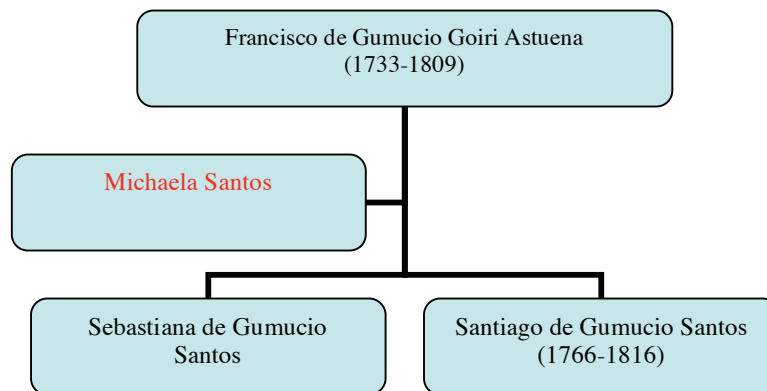 Francisco de Gumucio Goiri Astuena
(1733-1809)
Michaela Santos
Sebastiana de Gumucio
Santos
Santiago de Gumucio Santos
(1766-1816)